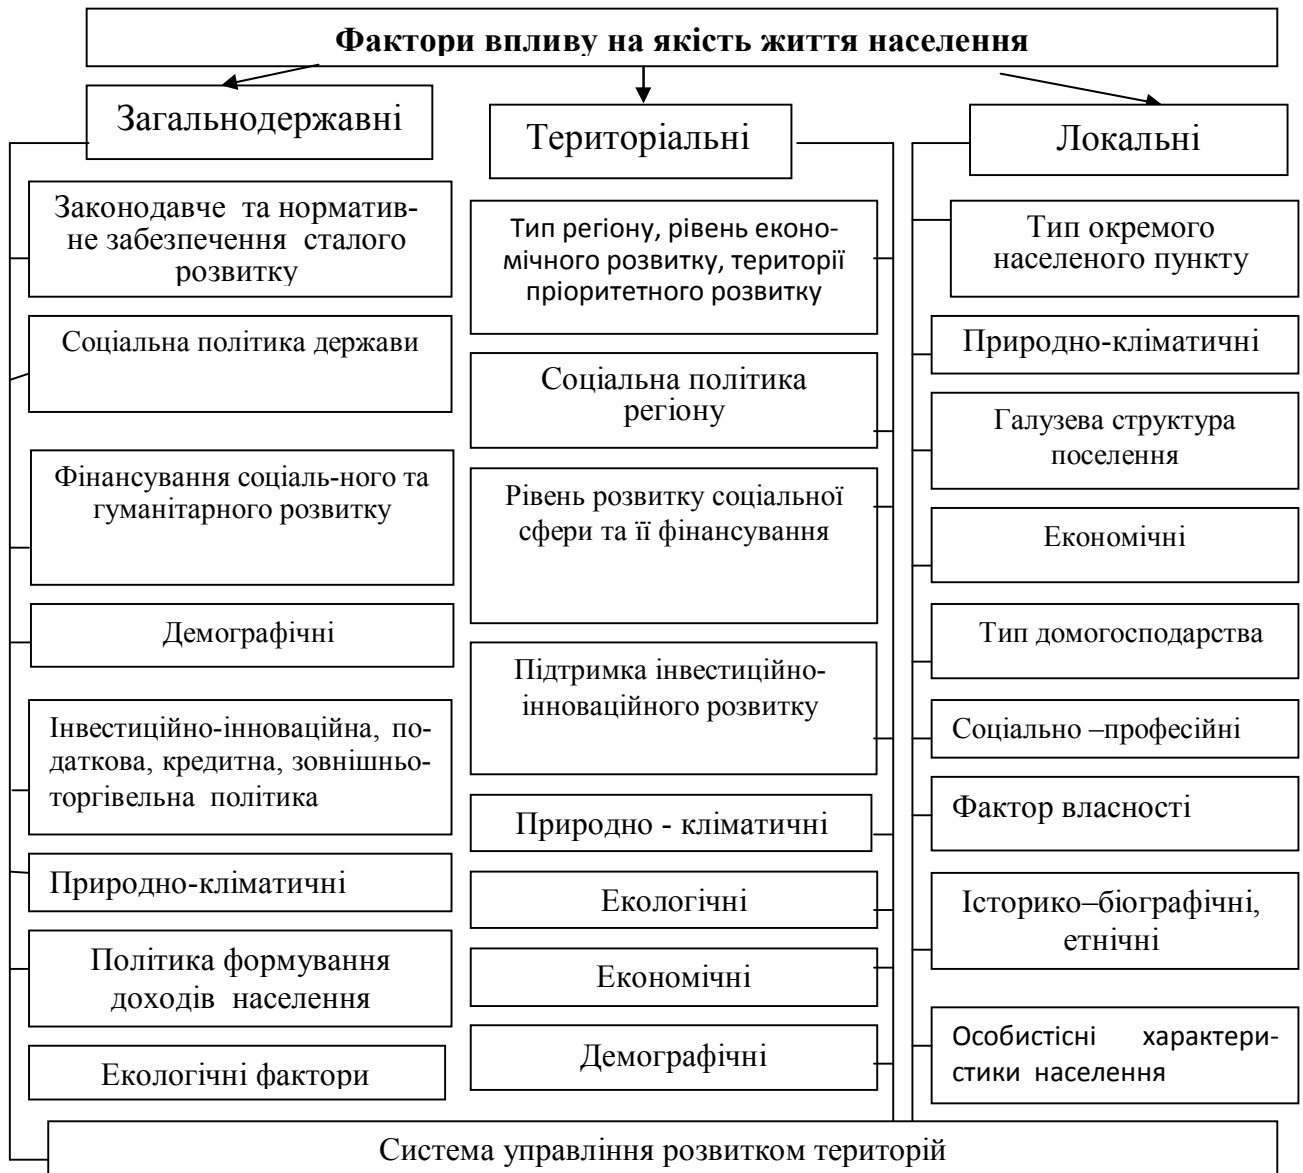 Фактори впливу на якість життя населення
Загальнодержавні
Територіальні
Локальні
Законодавче та норматив-
не забезпечення сталого
розвитку
Соціальна політика держави
Фінансування соціаль-ного та
гуманітарного розвитку
Демографічні
Інвестиційно-інноваційна, по-
даткова, кредитна, зовнішньо-
торгівельна політика
Природно-кліматичні
Політика формування
доходів населення
Екологічні фактори
Тип регіону, рівень еконо-
мічного розвитку, території
пріоритетного розвитку
Соціальна політика
регіону
Рівень розвитку соціальної
сфери та її фінансування
Підтримка інвестиційно-
інноваційного розвитку
Природно - кліматичні
Екологічні
Економічні
Демографічні
Тип окремого
населеного пункту
Природно-кліматичні
Галузева структура
поселення
Економічні
Тип домогосподарства
Соціально –професійні
Фактор власності
Історико–біографічні,
етнічні
Особистісні характери-
стики населення
Система управління розвитком територій